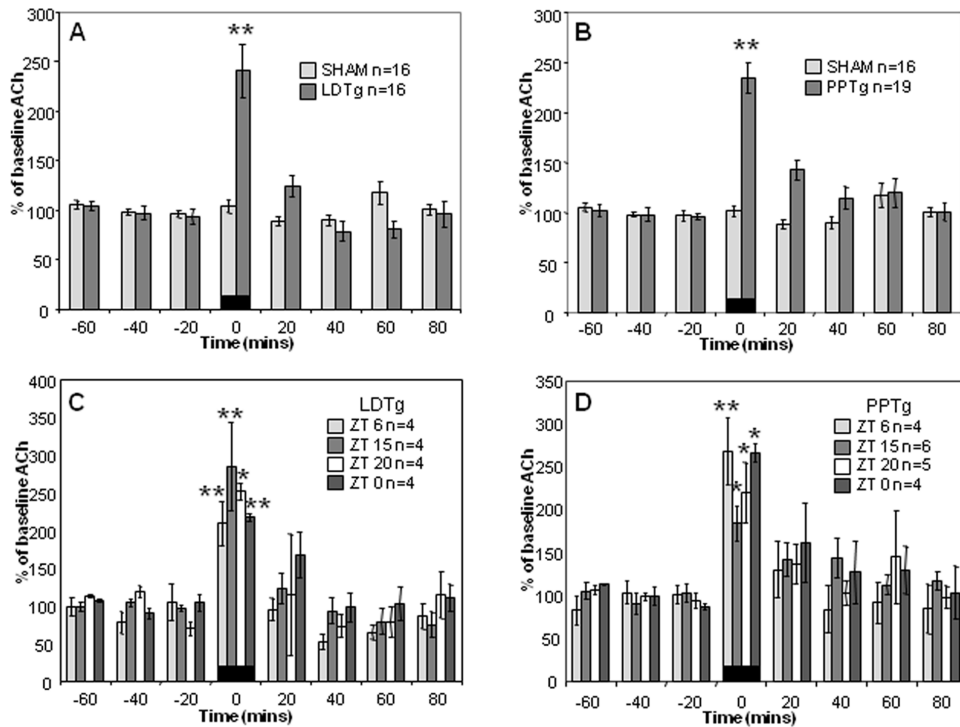 A
**
SHAM n=16
LDTg n=16
% of baseline ACh
300
250
200
150
100
50
0
-60 -40 -20 0 20 40 60 80
Time (mins)
B
**
SHAM n=16
PPTg n=19
% of baseline ACh
300
250
200
150
100
50
0
-60 -40 -20 0 20 40 60 80
Time (mins)
C
LDTg
ZT 6 n=4
ZT 15 n=4
ZT 20 n=4
ZT 0 n=4
** ** * **
% of baseline ACh
400
350
300
250
200
150
100
50
0
-60 -40 -20 0 20 40 60 80
Time (mins)
D
PPTg
ZT 6 n=4
ZT 15 n=6
ZT 20 n=5
ZT 0 n=4
** * * *
% of baseline ACh
350
300
250
200
150
100
50
0
-60 -40 -20 0 20 40 60 80
Time (mins)